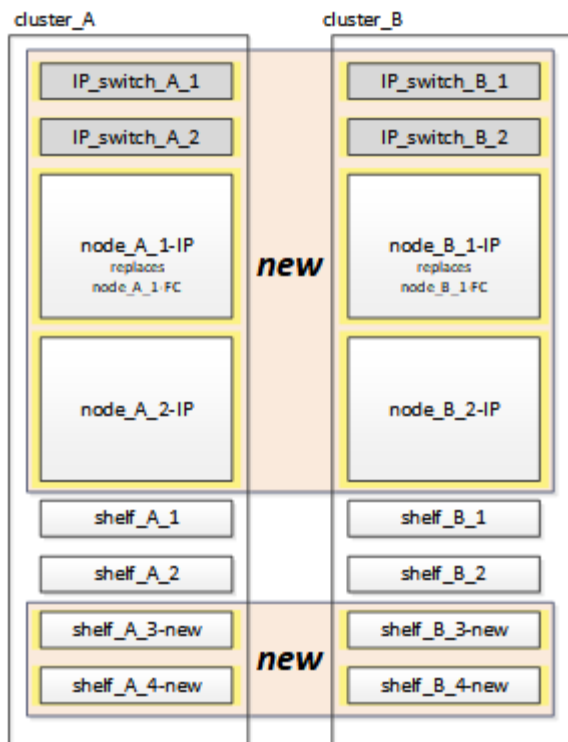 cluster_A
cluster_B
IP_switch_A_1
IP_switch_B_1
IP_switch_A_2
IP_switch_B_2
node_A_1-IP
replaces
node_A_1-FC
new
node_B_1-IP
replaces
node_B_1-FC
node_A_2-IP
node_B_2-IP
shelf_A_1
shelf_B_1
shelf_A_2
shelf_B_2
shelf_A_3-new
shelf_B_3-new
new
shelf_A_4-new
shelf_B_4-new